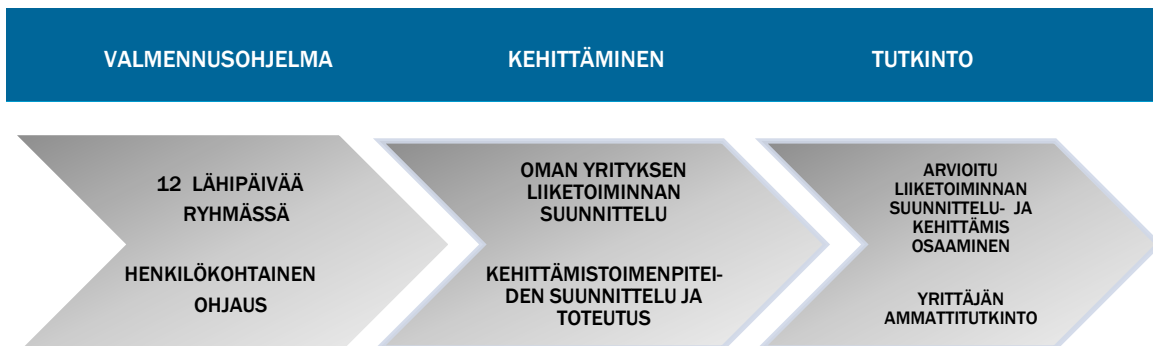 VALMENNUSOHJELMA
KEHITTÄMINEN
TUTKINTO
12 LÄHIPÄIVÄÄ
RYHMÄSSÄ
HENKILÖKOHTAINEN
OHJAUS
OMAN YRITYKSEN
LIIKETOIMINNAN
SUUNNITTELU
KEHITTÄMISTOIMENPITEI-
DEN SUUNNITTELU JA
TOTEUTUS
ARVIOITU
LIIKETOIMINNAN
SUUNNITTELU- JA
KEHITTÄMIS
OSAAMINEN
YRITTÄJÄN
AMMATTITUTKINTO